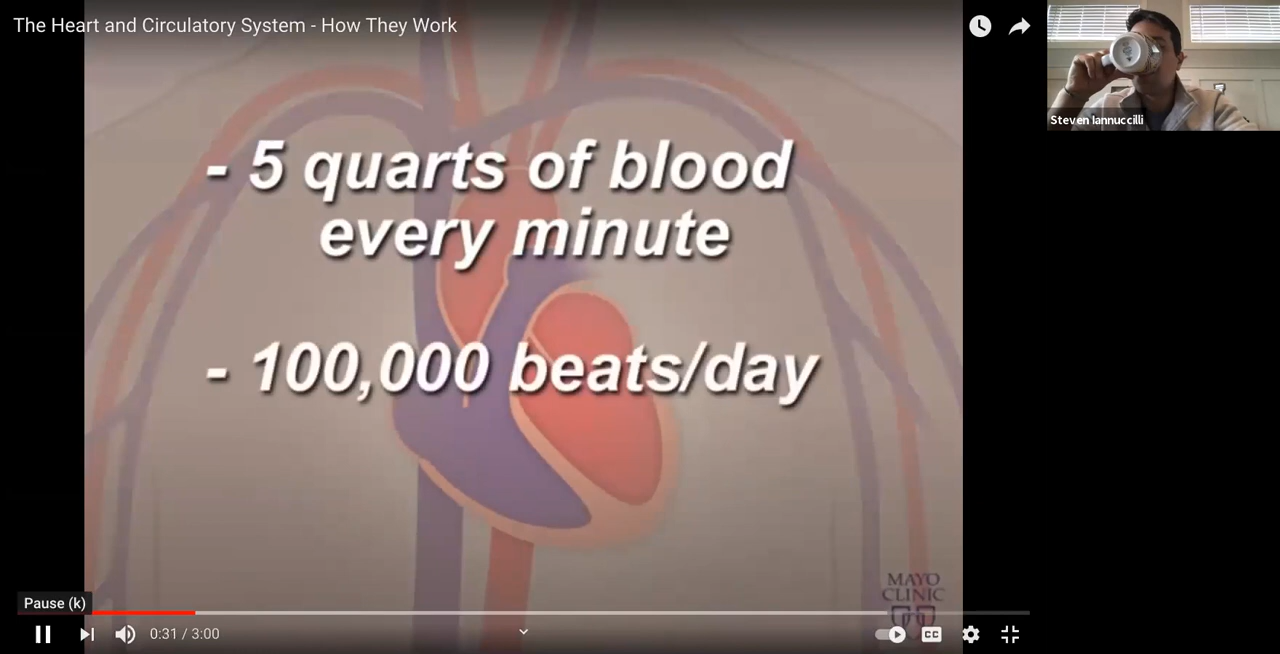 The Heart and Circulatory System - How They Work
Steven Iannuccilli
- 5 quarts of blood
every minute
- 100,000 beats/day
MAYO
CLINIC
Pause (k)
0:31 / 3:00
CC